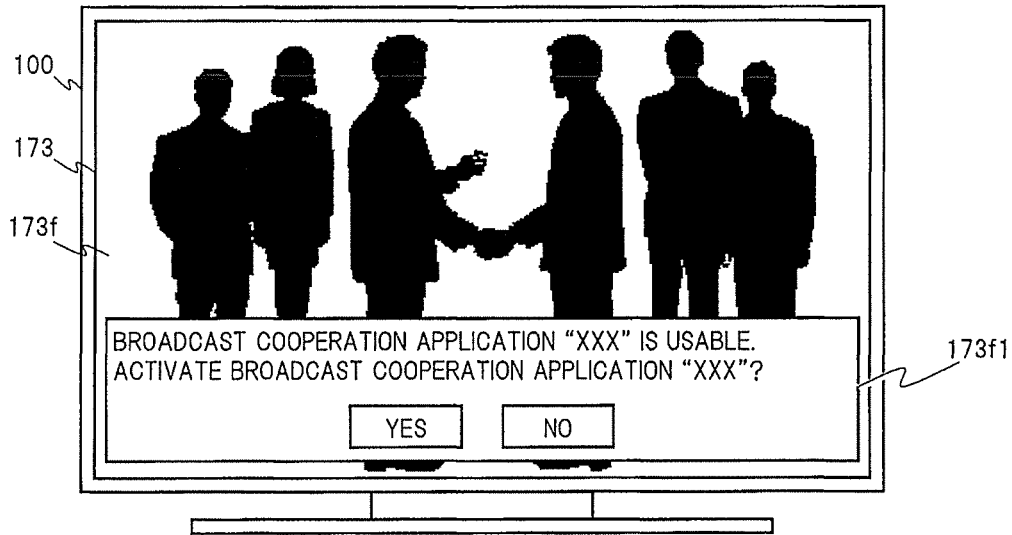 100
173
173f
BROADCAST COOPERATION APPLICATION “XXX” IS USABLE.
ACTIVATE BROADCAST COOPERATION APPLICATION “XXX”?
173f1
YES NO